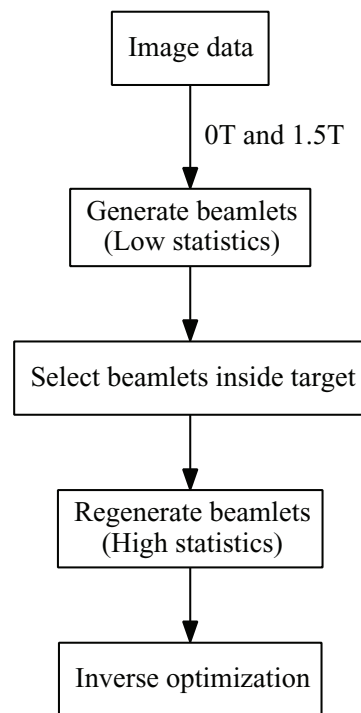 Image data
0T and 1.5T
Generate beamlets
(Low statistics)
Select beamlets inside target
Regenerate beamlets
(High statistics)
Inverse optimization